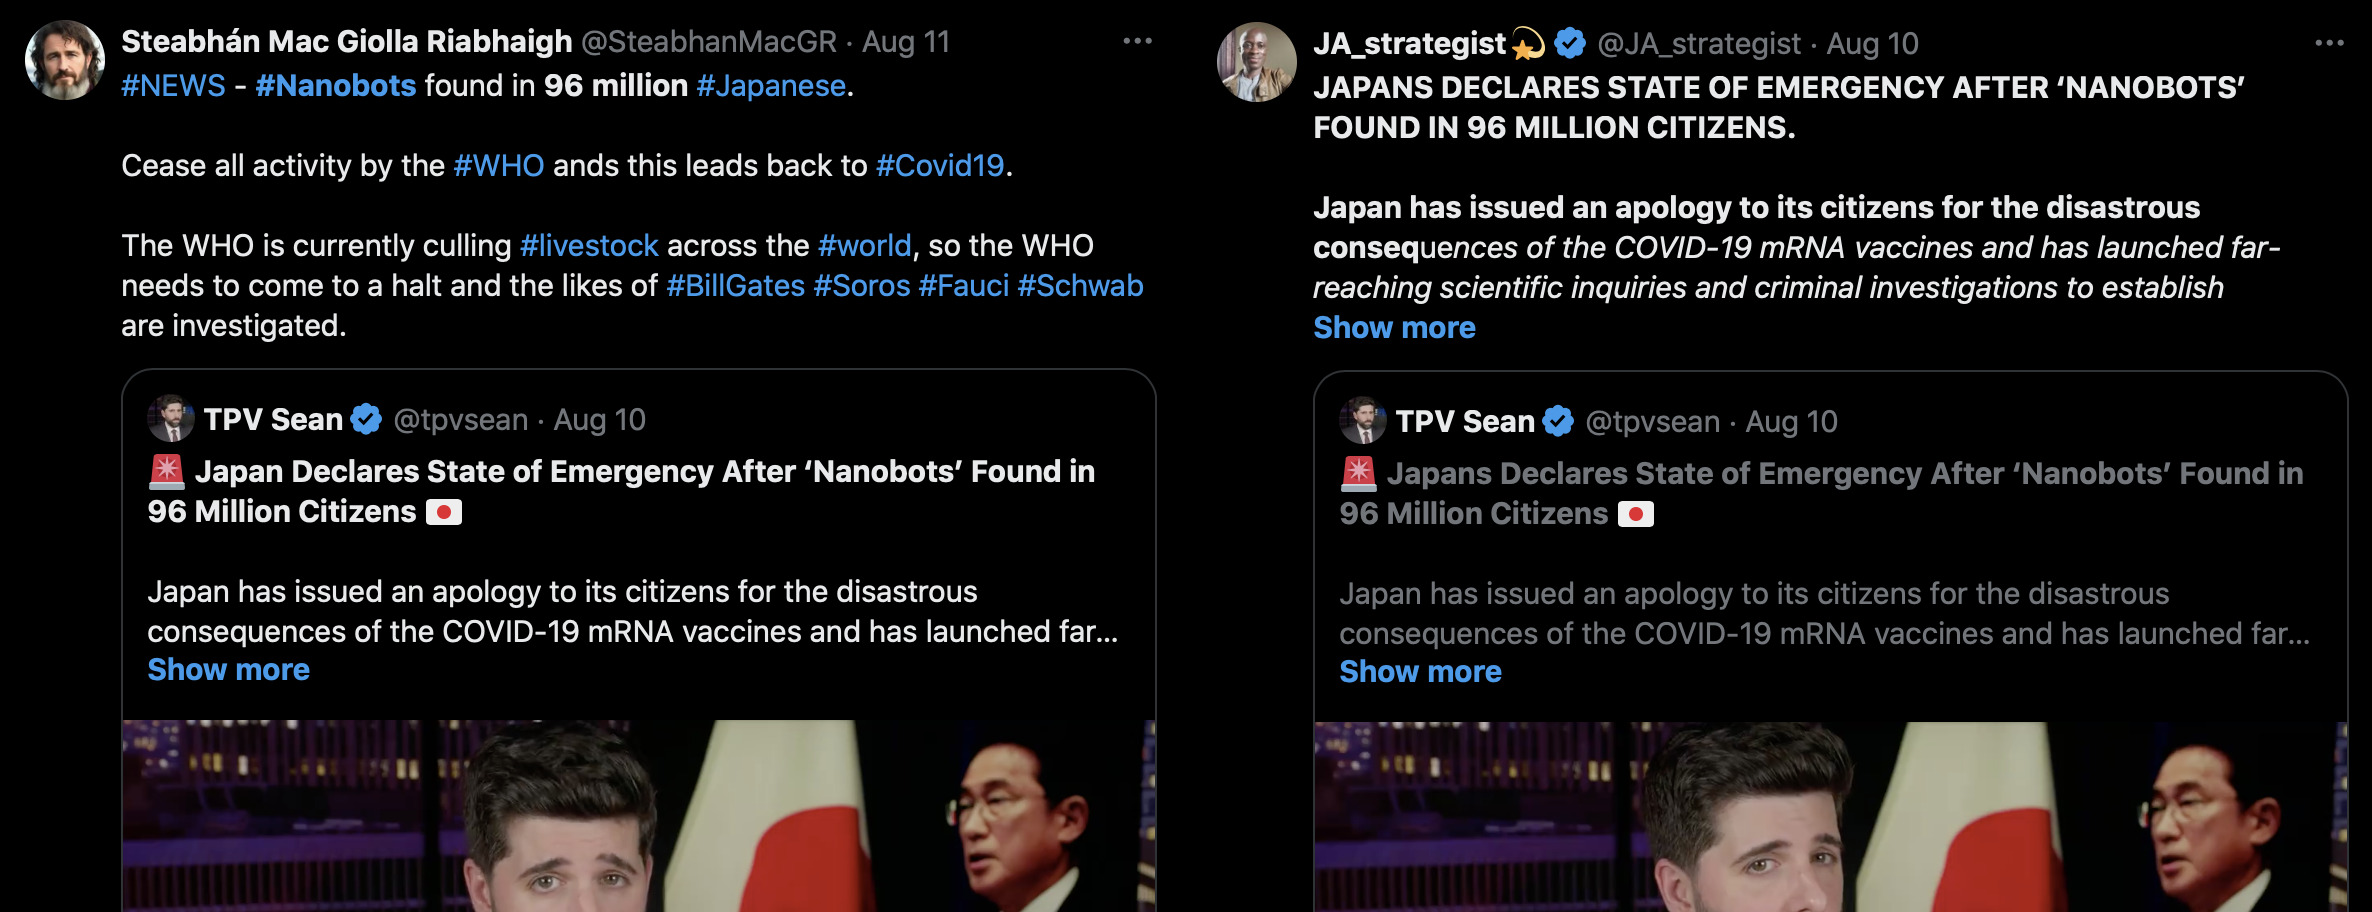 Steabhán Mac Giolla Riabhaigh @SteabhanMacGR · Aug 11
#NEWS - #Nanobots found in 96 million #Japanese.
Cease all activity by the #WHO ands this leads back to #Covid19.
The WHO is currently culling #livestock across the #world, so the WHO
needs to come to a halt and the likes of #BillGates #Soros #Fauci #Schwab
are investigated.
TPV Sean @tpvsean · Aug 10
🚨 Japan Declares State of Emergency After ‘Nanobots’ Found in
96 Million Citizens 🇯🇵
Japan has issued an apology to its citizens for the disastrous
consequences of the COVID-19 mRNA vaccines and has launched far...
Show more
JA_strategist💫 @JA_strategist · Aug 10
JAPANS DECLARES STATE OF EMERGENCY AFTER ‘NANOBOTS’
FOUND IN 96 MILLION CITIZENS.
Japan has issued an apology to its citizens for the disastrous
consequences of the COVID-19 mRNA vaccines and has launched far-
reaching scientific inquiries and criminal investigations to establish
Show more
TPV Sean @tpvsean · Aug 10
🚨 Japans Declares State of Emergency After ‘Nanobots’ Found in
96 Million Citizens 🇯🇵
Japan has issued an apology to its citizens for the disastrous
consequences of the COVID-19 mRNA vaccines and has launched far...
Show more